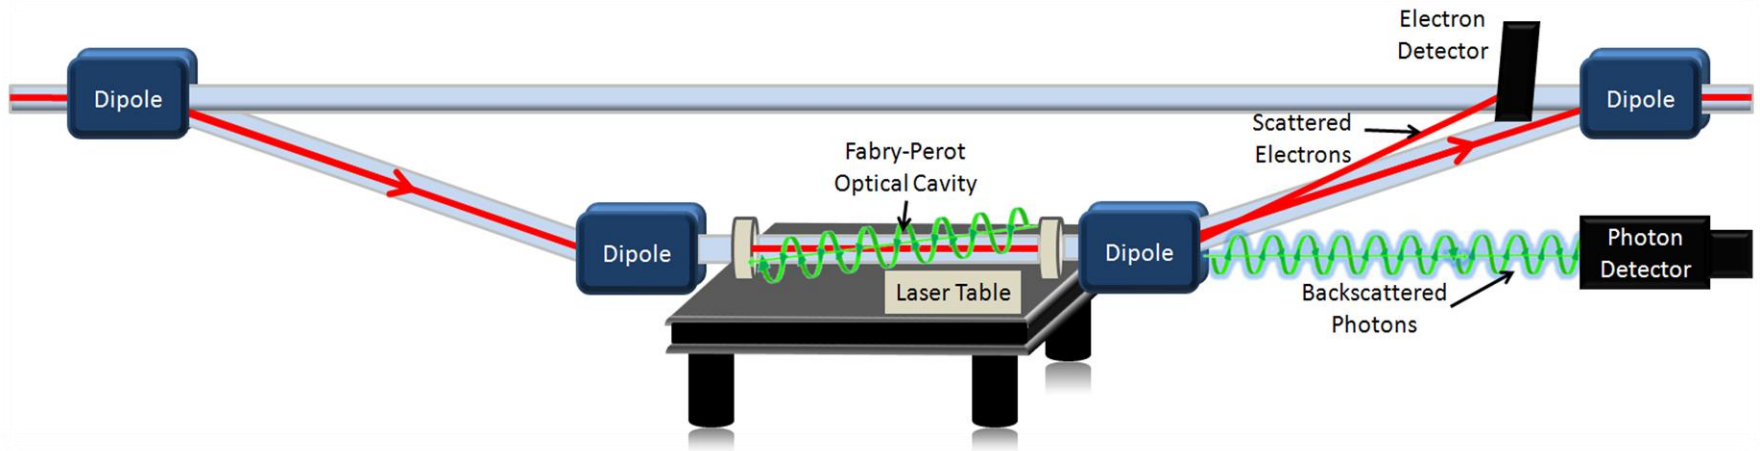 Electron
Detector
Dipole
Dipole
Scattered
Electrons
Fabry-Perot
Optical Cavity
Dipole
Dipole
Photon
Detector
Laser Table
Backscattered
Photons